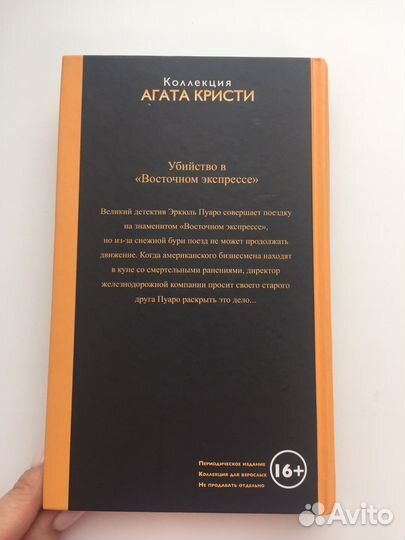 Коллекция
АГАТА КРИСТИ
Убийство в
«Восточном экспрессе»
Великий детектив Эркюль Пуаро совершает поездку
на знаменитом «Восточном экспрессе»,
но из-за снежной бури поезд не может продолжать
движение. Когда американского бизнесмена находят
в купе со смертельными ранениями, директор
железнодорожной компании просит своего старого
друга Пуаро раскрыть это дело...
Периодическое издание
Коллекция для взрослых
Не продавать отдельно
16+
Avito